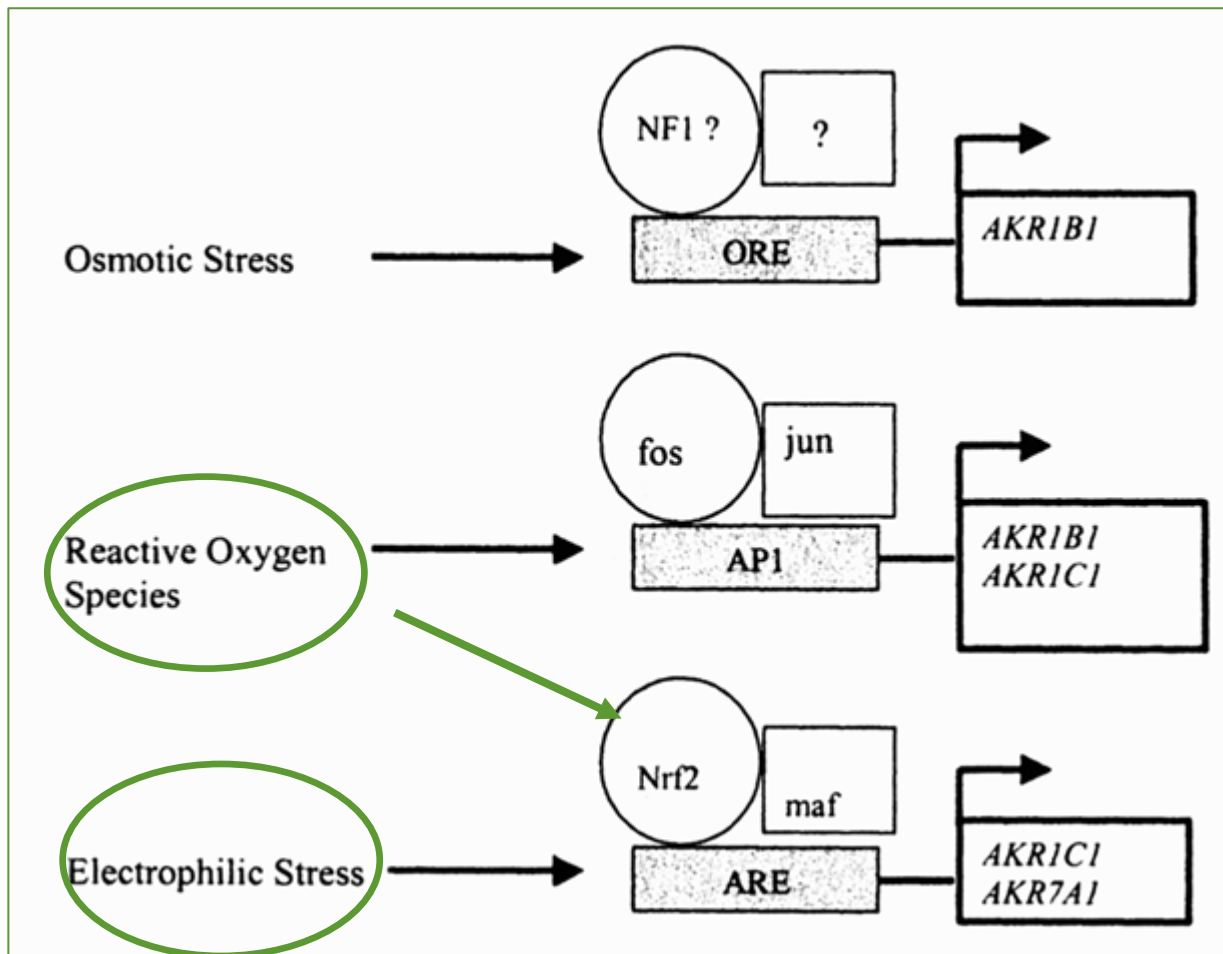 NF1 ?
?
Osmotic Stress
ORE
AKR1B1
fos
jun
Reactive Oxygen
Species
AP1
AKR1B1
AKR1C1
Nrf2
maf
Electrophilic Stress
ARE
AKR1C1
AKR7A1